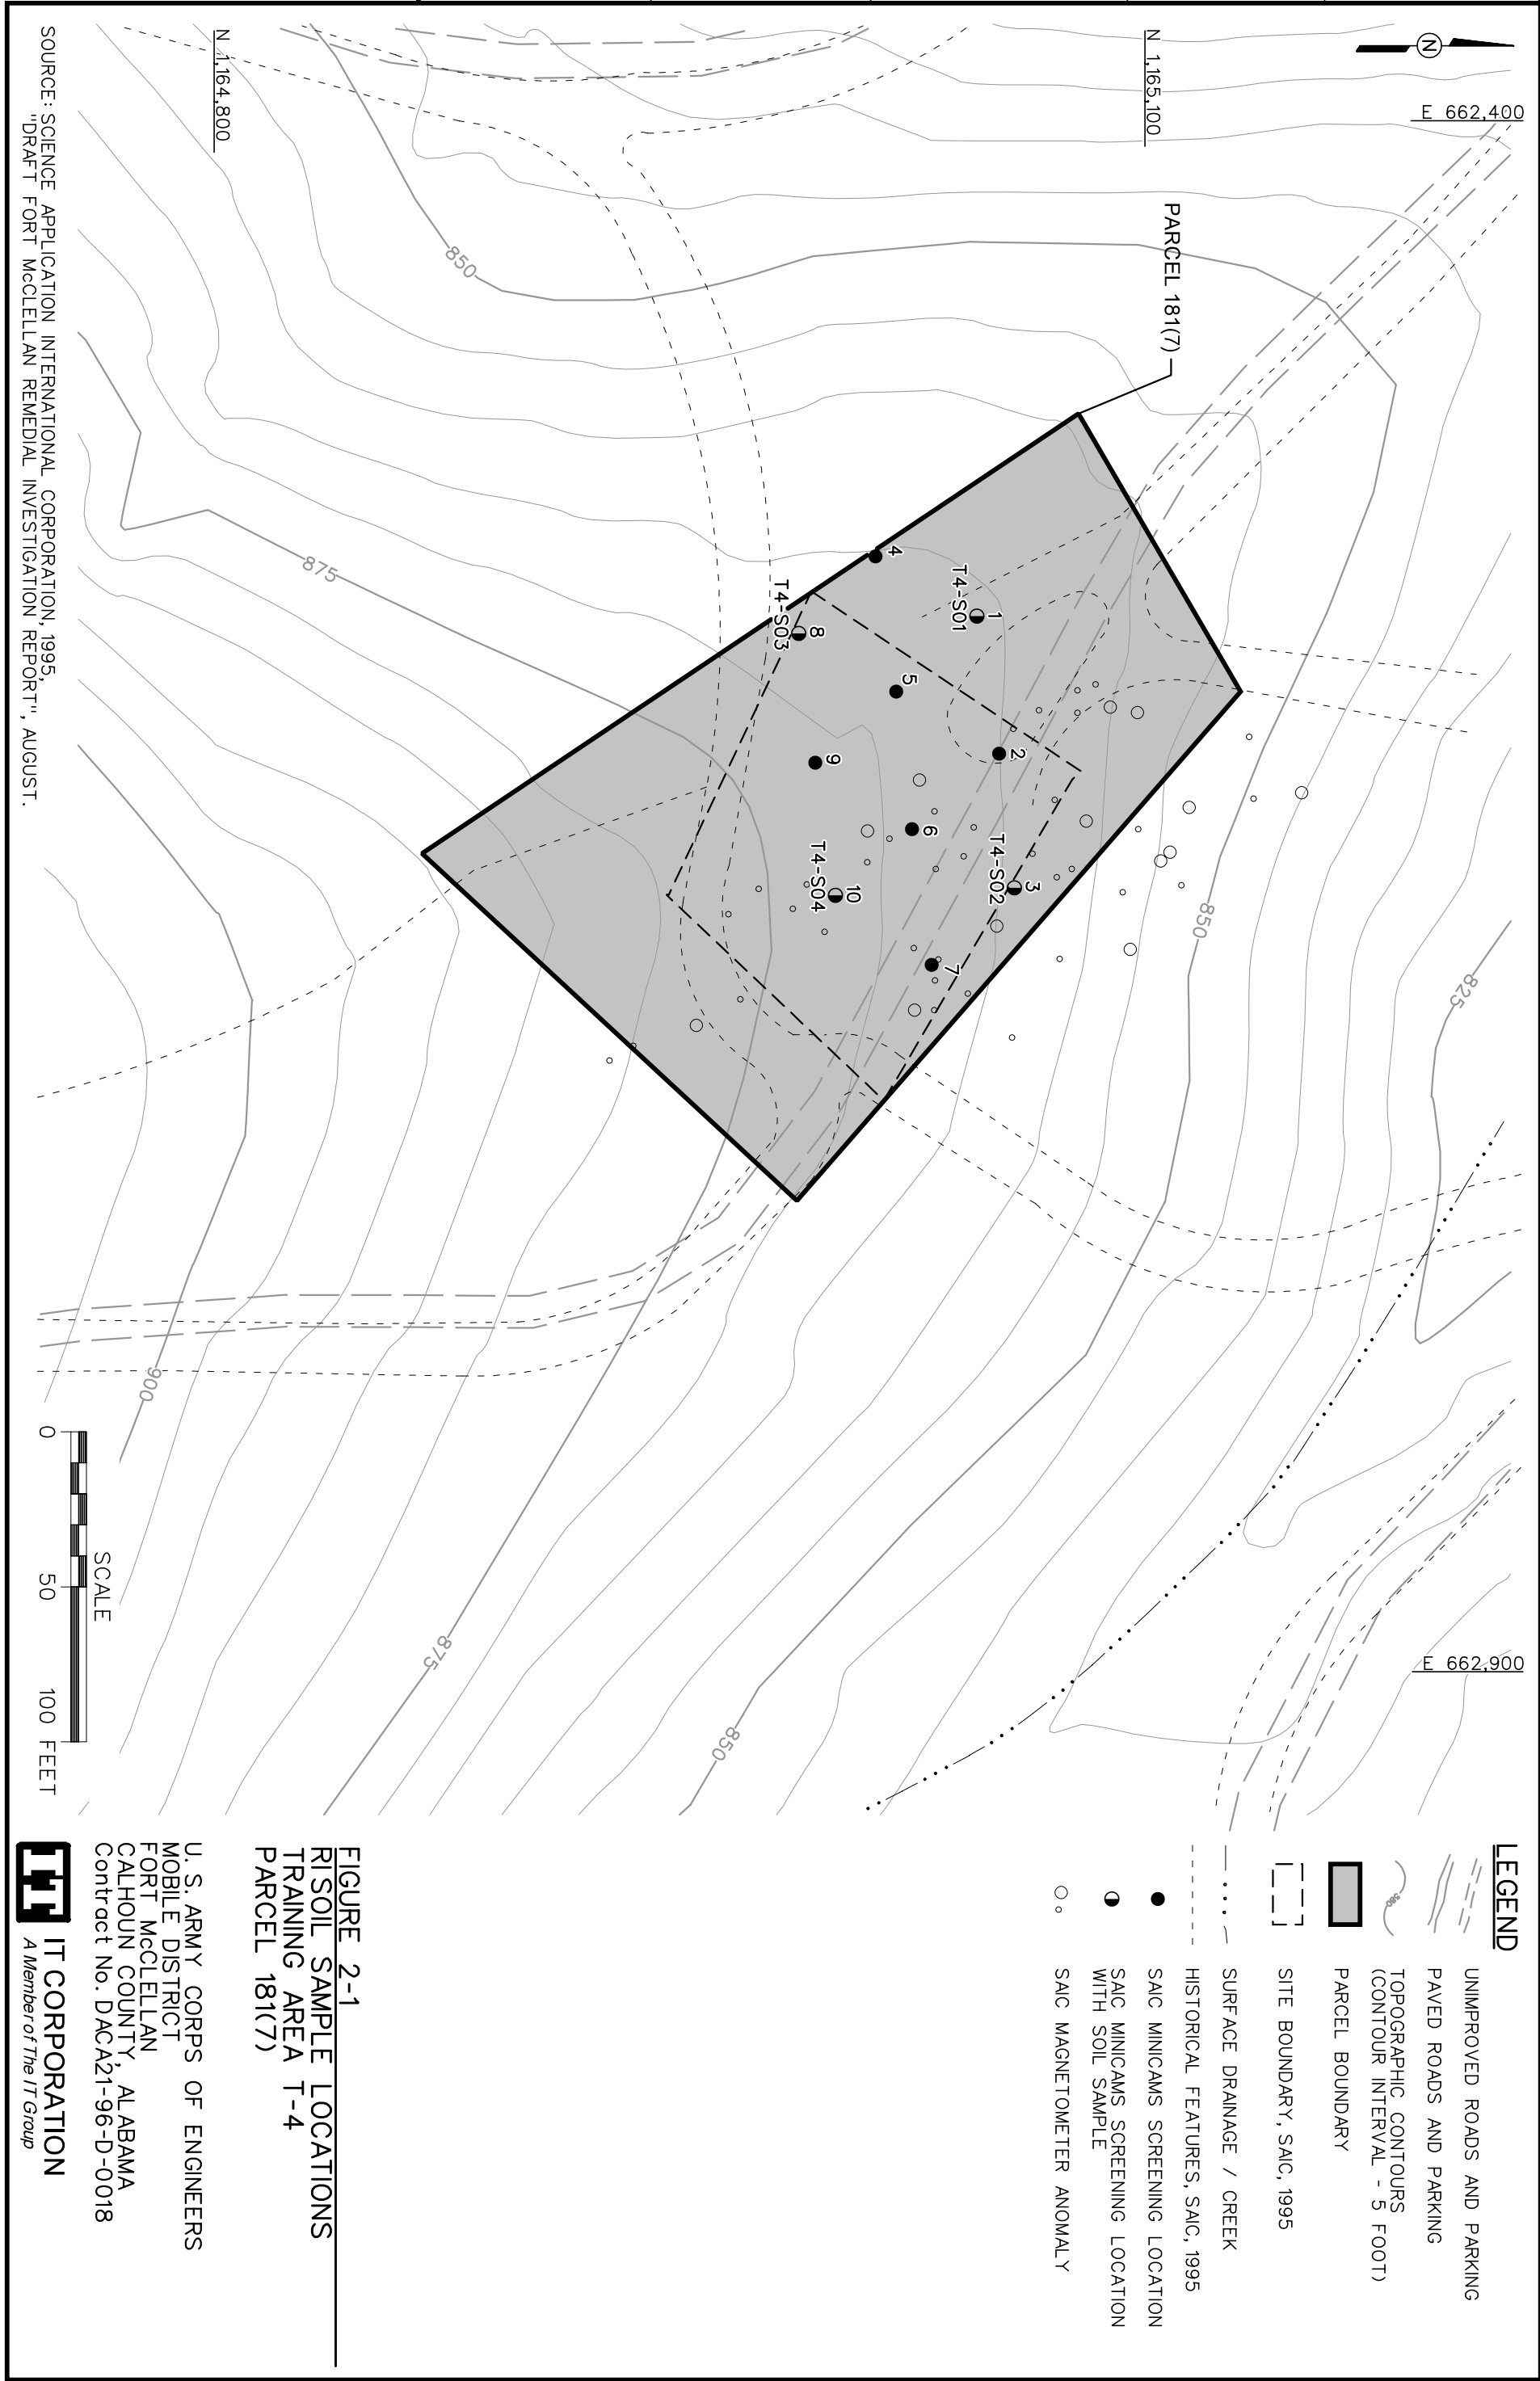 E 662,400
E 662,900
N 1,165,100
N 1,164,800
N
PARCEL 181(7)
825
850
850
850
875
875
900
1
T4-S01
2
3
T4-S02
4
5
6
7
8
T4-S03
9
10
T4-S04
SCALE
0 50 100 FEET
SOURCE: SCIENCE APPLICATION INTERNATIONAL CORPORATION, 1995,
"DRAFT FORT McCLELLAN REMEDIAL INVESTIGATION REPORT", AUGUST.
LEGEND
UNIMPROVED ROADS AND PARKING
PAVED ROADS AND PARKING
580
TOPOGRAPHIC CONTOURS
(CONTOUR INTERVAL - 5 FOOT)
PARCEL BOUNDARY
SITE BOUNDARY, SAIC, 1995
SURFACE DRAINAGE / CREEK
HISTORICAL FEATURES, SAIC, 1995
SAIC MINICAMS SCREENING LOCATION
SAIC MINICAMS SCREENING LOCATION
WITH SOIL SAMPLE
SAIC MAGNETOMETER ANOMALY
FIGURE 2-1
RI SOIL SAMPLE LOCATIONS
TRAINING AREA T-4
PARCEL 181(7)
U. S. ARMY CORPS OF ENGINEERS
MOBILE DISTRICT
FORT McCLELLAN
CALHOUN COUNTY, ALABAMA
Contract No. DACA21-96-D-0018
IT
IT CORPORATION
A Member of The IT Group